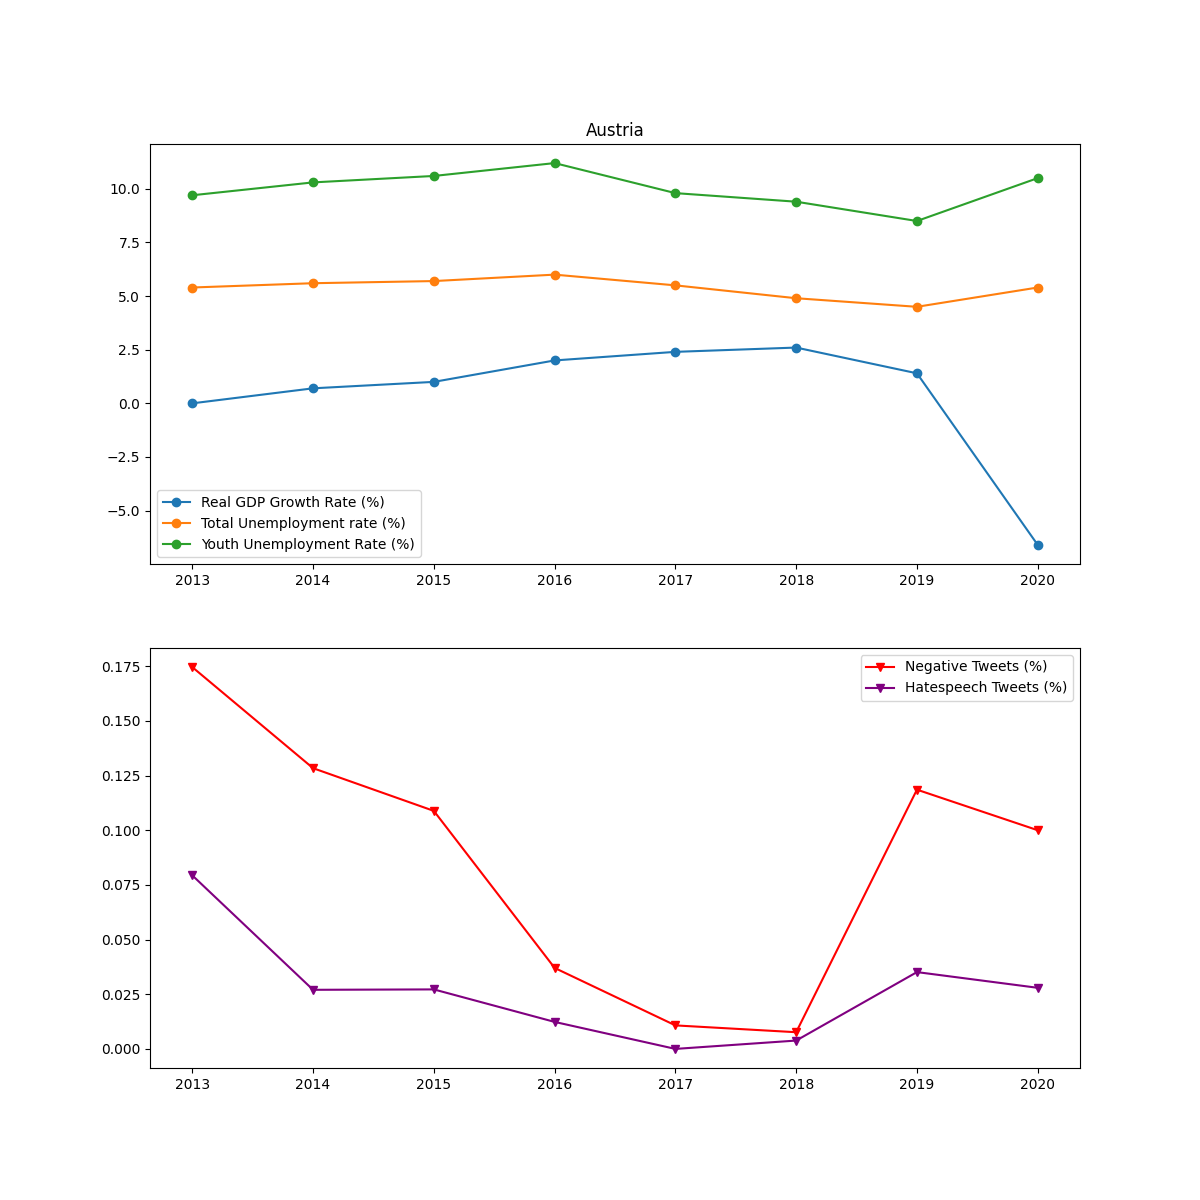 Austria
10.0
7.5
5.0
2.5
0.0
−2.5
−5.0
Real GDP Growth Rate (%)
Total Unemployment rate (%)
Youth Unemployment Rate (%)
2013 2014 2015 2016 2017 2018 2019 2020
0.175
0.150
0.125
0.100
0.075
0.050
0.025
0.000
Negative Tweets (%)
Hatespeech Tweets (%)
2013 2014 2015 2016 2017 2018 2019 2020